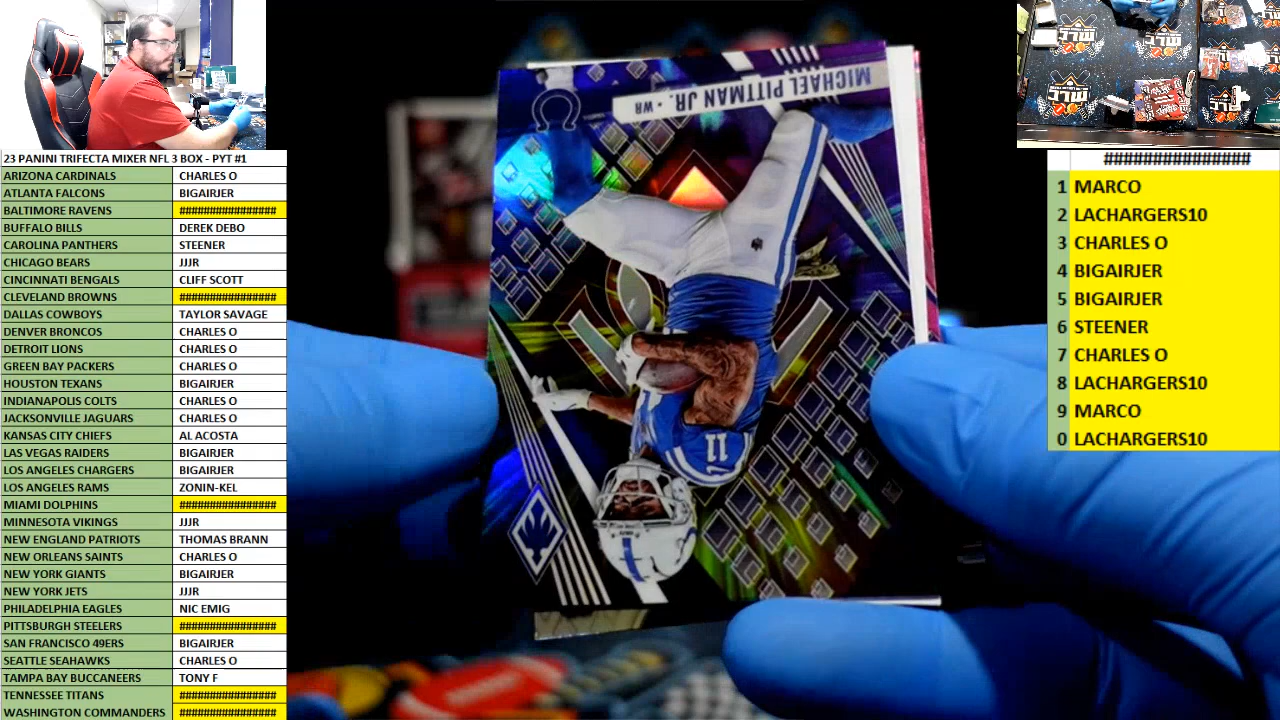 23 PANINI TRIFECTA MIXER NFL 3 BOX - PYT #1
ARIZONA CARDINALS CHARLES O
ATLANTA FALCONS BIGAIRJER
BALTIMORE RAVENS ################
BUFFALO BILLS DEREK DEBO
CAROLINA PANTHERS STEENER
CHICAGO BEARS JJJR
CINCINNATI BENGALS CLIFF SCOTT
CLEVELAND BROWNS ################
DALLAS COWBOYS TAYLOR SAVAGE
DENVER BRONCOS CHARLES O
DETROIT LIONS CHARLES O
GREEN BAY PACKERS CHARLES O
HOUSTON TEXANS BIGAIRJER
INDIANAPOLIS COLTS CHARLES O
JACKSONVILLE JAGUARS CHARLES O
KANSAS CITY CHIEFS AL ACOSTA
LAS VEGAS RAIDERS BIGAIRJER
LOS ANGELES CHARGERS BIGAIRJER
LOS ANGELES RAMS ZONIN-KEL
MIAMI DOLPHINS ################
MINNESOTA VIKINGS JJJR
NEW ENGLAND PATRIOTS THOMAS BRANN
NEW ORLEANS SAINTS CHARLES O
NEW YORK GIANTS BIGAIRJER
NEW YORK JETS JJJR
PHILADELPHIA EAGLES NIC EMIG
PITTSBURGH STEELERS ################
SAN FRANCISCO 49ERS BIGAIRJER
SEATTLE SEAHAWKS CHARLES O
TAMPA BAY BUCCANEERS TONY F
TENNESSEE TITANS ################
WASHINGTON COMMANDERS ################
MICHAEL PITTMAN JR. • WR
11
################
1 MARCO
2 LACHARGERS10
3 CHARLES O
4 BIGAIRJER
5 BIGAIRJER
6 STEENER
7 CHARLES O
8 LACHARGERS10
9 MARCO
0 LACHARGERS10